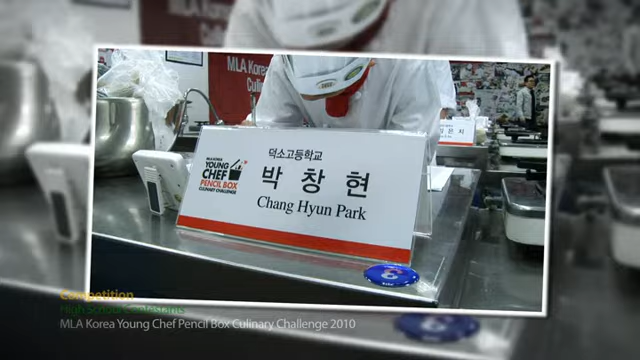 MLA Korea
덕소고등학교
MLA KOREA
YOUNG
CHEF
PENCIL BOX
CULINARY CHALLENGE
박 창 현
Chang Hyun Park
Competition
High School Contestants
MLA Korea Young Chef Pencil Box Culinary Challenge 2010